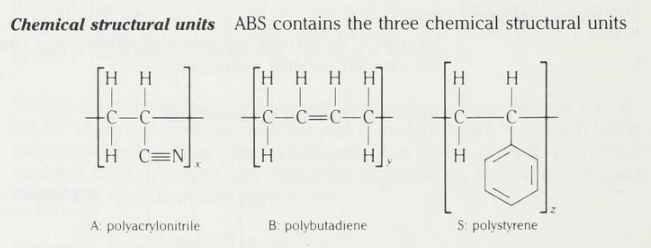 Chemical structural units ABS contains the three chemical structural units
H H H H H H H H
C C C C=C C C C
H C≡N x H H y H z
A: polyacrylonitrile B: polybutadiene S: polystyrene